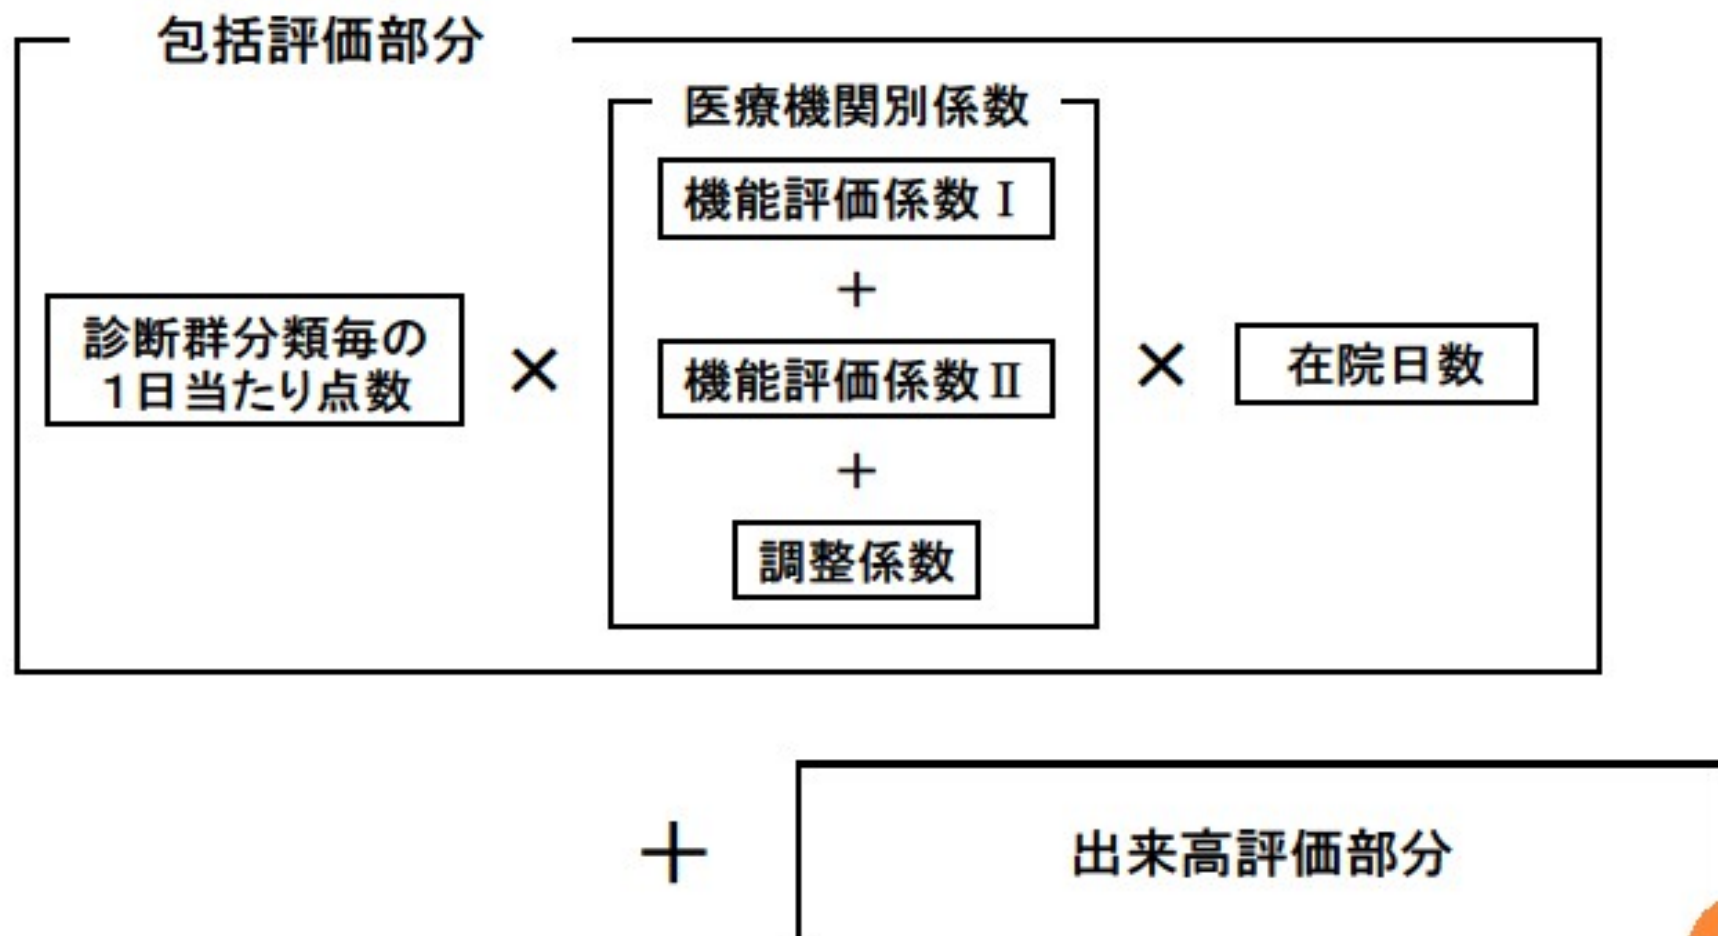 包括評価部分
医療機関別係数
機能評価係数Ⅰ
+
機能評価係数Ⅱ
+
調整係数
診断群分類毎の
1日当たり点数
×
×
在院日数
+
出来高評価部分